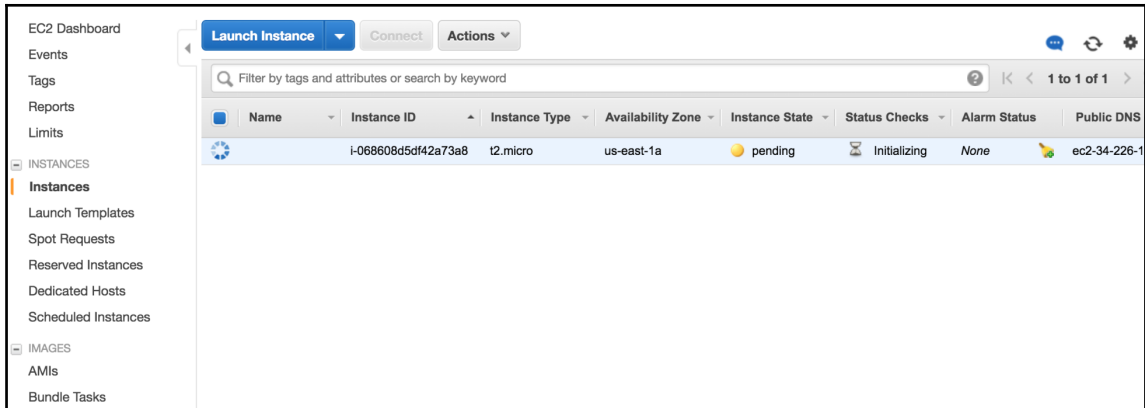 EC2 Dashboard
Events
Tags
Reports
Limits
INSTANCES
Instances
Launch Templates
Spot Requests
Reserved Instances
Dedicated Hosts
Scheduled Instances
IMAGES
AMIs
Bundle Tasks
Launch Instance Connect Actions
Filter by tags and attributes or search by keyword 1 to 1 of 1
Name Instance ID Instance Type Availability Zone Instance State Status Checks Alarm Status Public DNS
i-068608d5df42a73a8 t2.micro us-east-1a pending Initializing None ec2-34-226-1